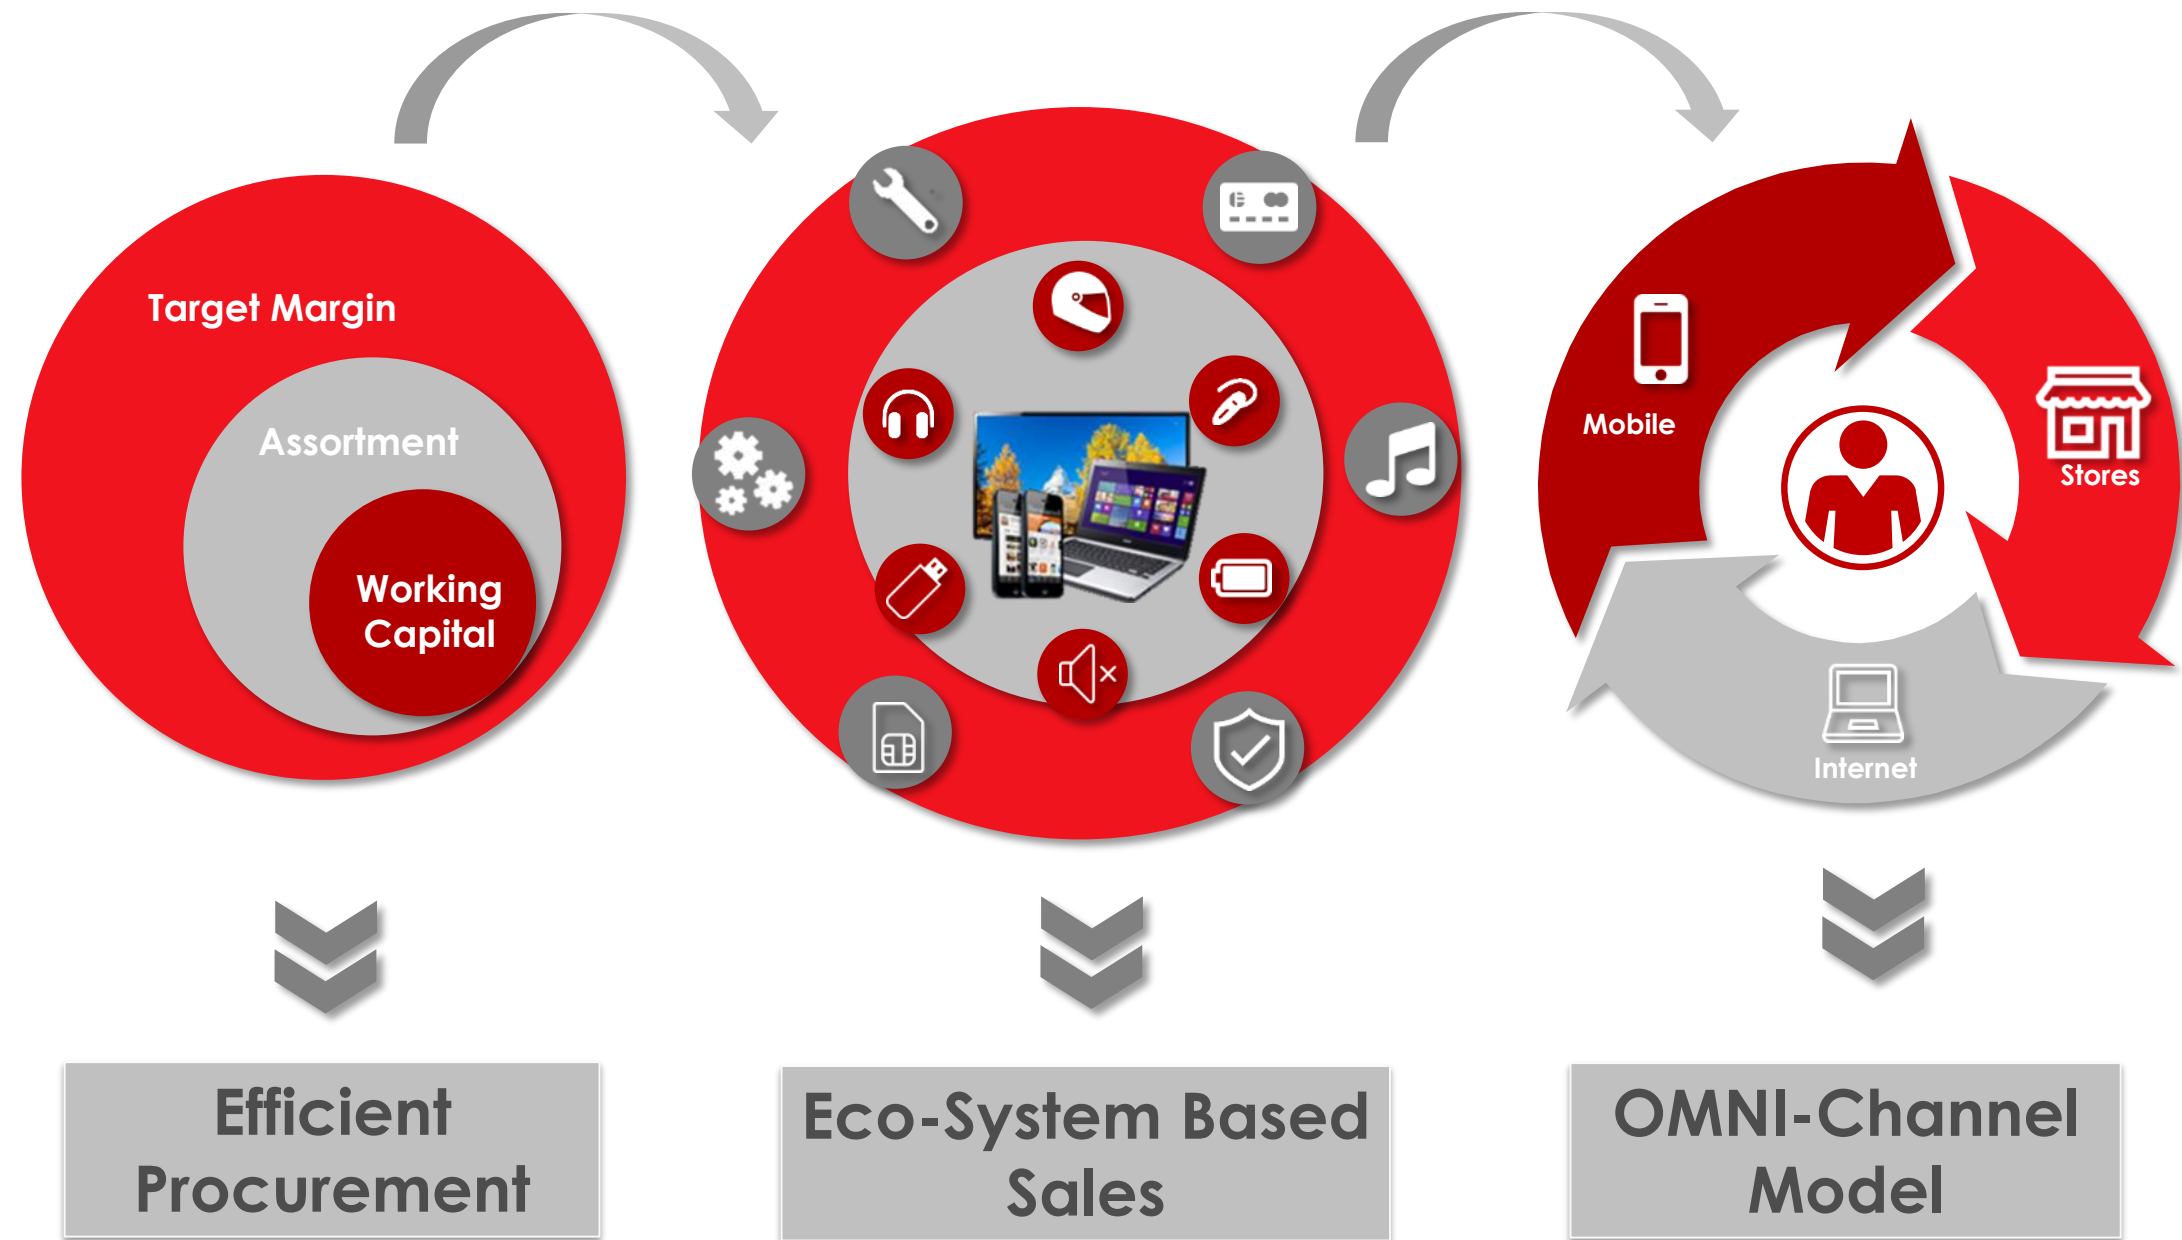 Target Margin
Assortment
Working
Capital
Mobile
Stores
Internet
Efficient
Procurement
Eco-System Based
Sales
OMNI-Channel
Model